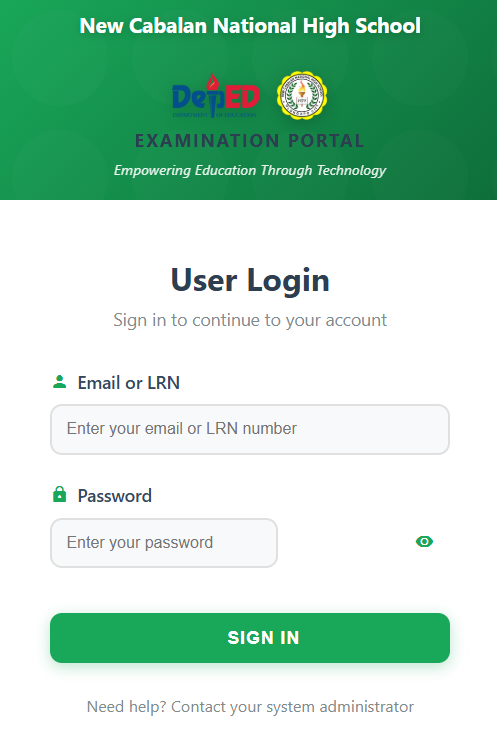 New Cabalan National High School
DepED
DEPARTMENT OF EDUCATION
EXAMINATION PORTAL
Empowering Education Through Technology
User Login
Sign in to continue to your account
Email or LRN
Enter your email or LRN number
Password
Enter your password
SIGN IN
Need help? Contact your system administrator